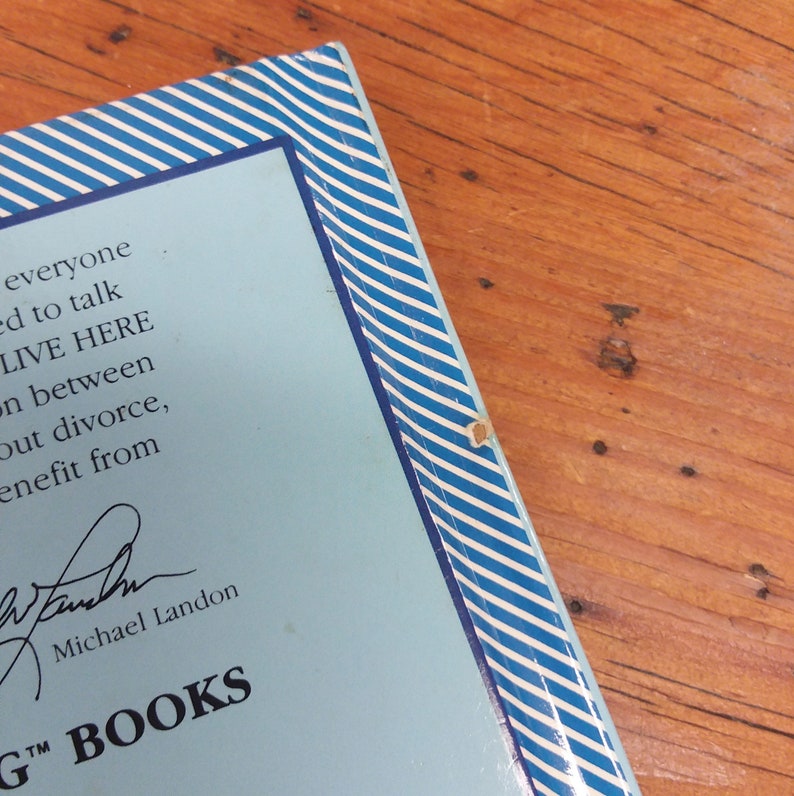 everyone
ed to talk
LIVE HERE
on between
out divorce,
enefit from
Michael Landon
G™ BOOKS